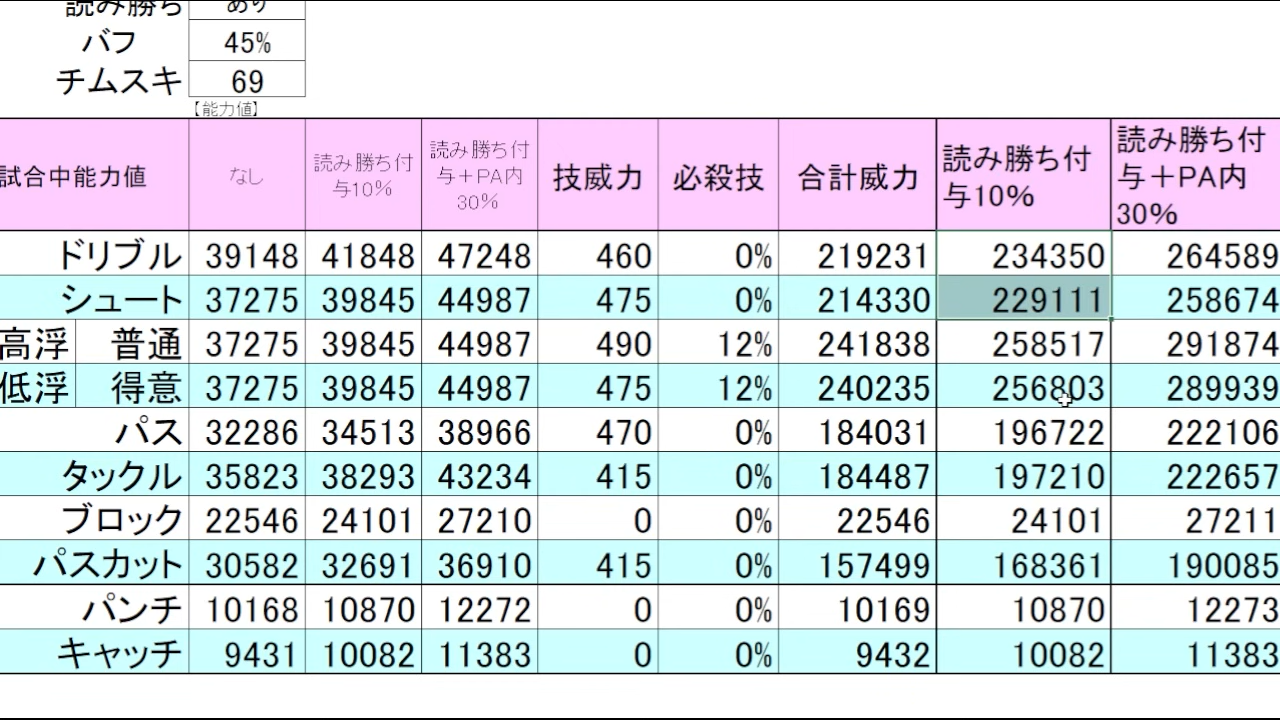 読み勝ち あり
バフ 45%
チムスキ 69
【能力値】
試合中能力値 なし 読み勝ち付与10% 読み勝ち付与＋PA内30% 技威力 必殺技 合計威力 読み勝ち付与10% 読み勝ち付与＋PA内30%
ドリブル 39148 41848 47248 460 0% 219231 234350 264589
シュート 37275 39845 44987 475 0% 214330 229111 258674
高浮 普通 37275 39845 44987 490 12% 241838 258517 291874
低浮 得意 37275 39845 44987 475 12% 240235 256803 289939
パス 32286 34513 38966 470 0% 184031 196722 222106
タックル 35823 38293 43234 415 0% 184487 197210 222657
ブロック 22546 24101 27210 0 0% 22546 24101 27211
パスカット 30582 32691 36910 415 0% 157499 168361 190085
パンチ 10168 10870 12272 0 0% 10169 10870 12273
キャッチ 9431 10082 11383 0 0% 9432 10082 11383